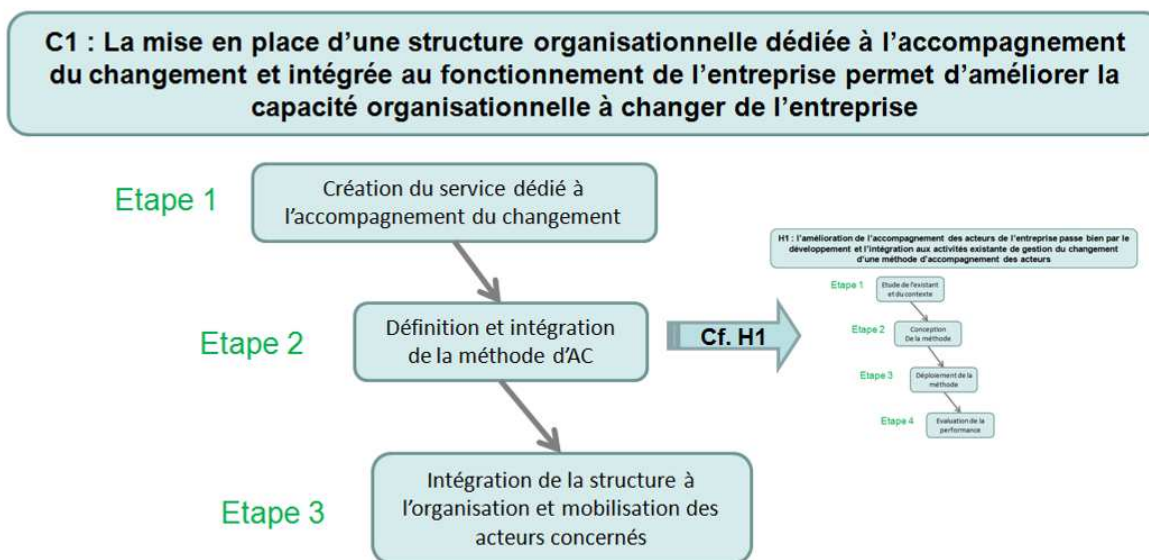 C1 : La mise en place d'une structure organisationnelle dédiée à l'accompagnement
du changement et intégrée au fonctionnement de l'entreprise permet d'améliorer la
capacité organisationnelle à changer de l'entreprise
Etape 1
Création du service dédié à
l'accompagnement du changement
Etape 2
Définition et intégration
de la méthode d'AC
Cf. H1
Etape 3
Intégration de la structure à
l'organisation et mobilisation des
acteurs concernés
H1 : l'amélioration de l'accompagnement des acteurs de l'entreprise passe bien par le
développement et l'intégration aux activités existante de gestion du changement
d'une méthode d'accompagnement des acteurs
Etape 1
Etude de l'existant
et du contexte
Etape 2
Conception
De la méthode
Etape 3
Déploiement de la
méthode
Etape 4
Evaluation de la
performance